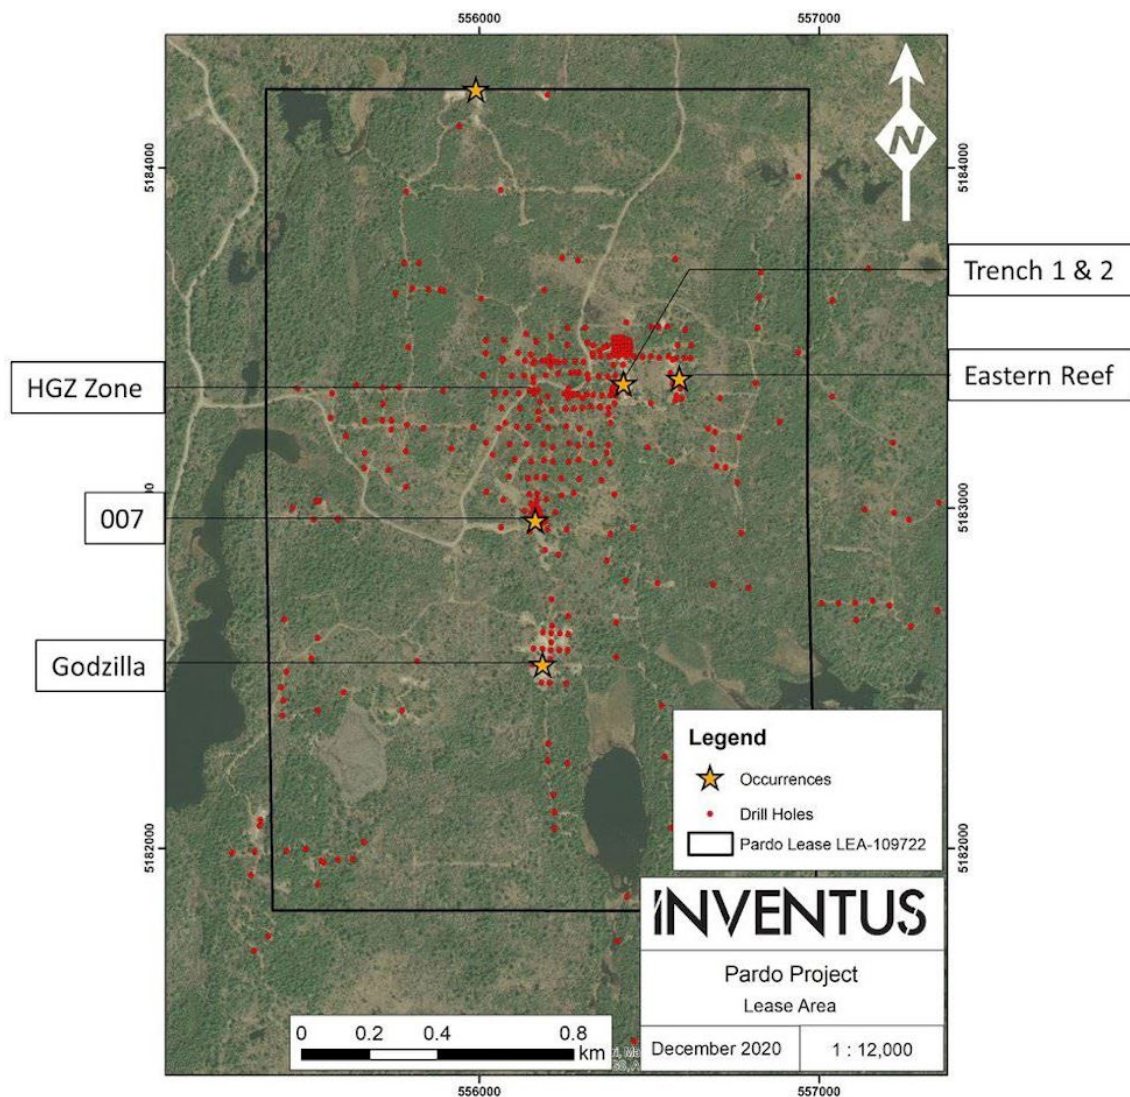 556000
557000
5184000
5184000
N
Trench 1 & 2
HGZ Zone
Eastern Reef
5183000
007
Godzilla
Legend
Occurrences
Drill Holes
Pardo Lease LEA-109722
5182000
5182000
INVENTUS
Pardo Project
Lease Area
December 2020
1 : 12,000
0 0.2 0.4 0.8
km
556000
557000